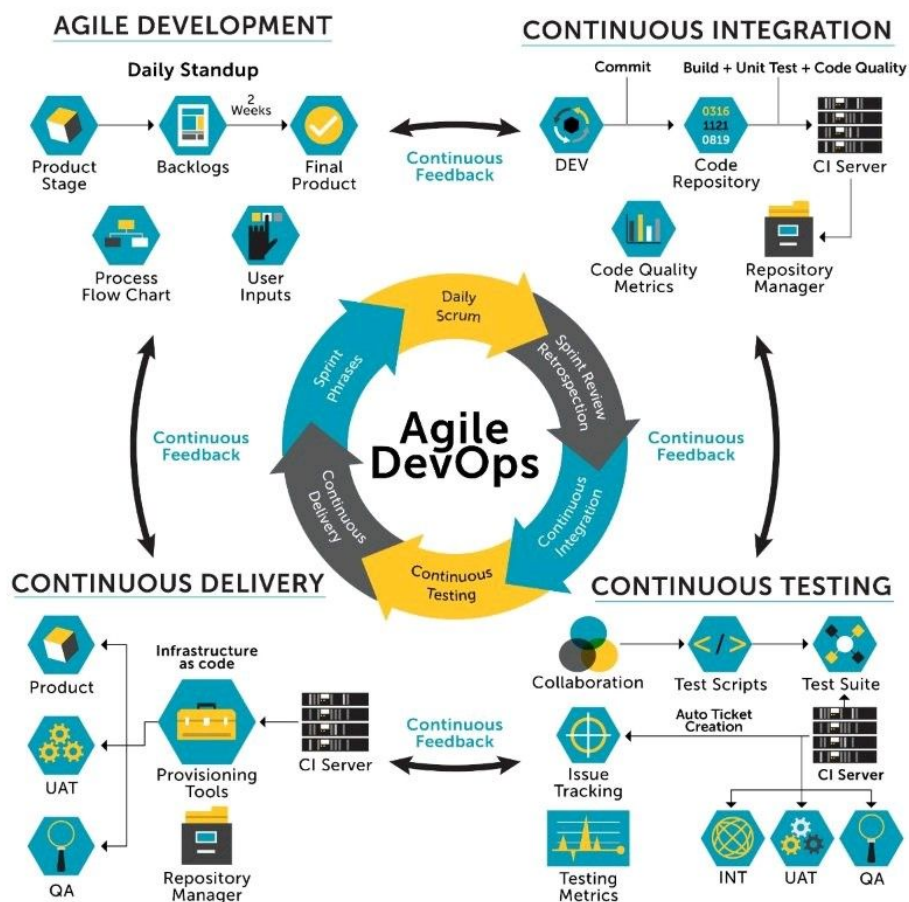 AGILE DEVELOPMENT
Daily Standup
2
Weeks
Product
Stage
Backlogs
Final
Product
Process
Flow Chart
User
Inputs
Continuous
Feedback
CONTINUOUS INTEGRATION
Commit
Build + Unit Test + Code Quality
0316
1121
0819
DEV
Code
Repository
CI Server
Code Quality
Metrics
Repository
Manager
Continuous
Feedback
Daily
Scrum
Sprint Review
Retrospection
Continuous
Integration
Continuous
Testing
Continuous
Delivery
Sprint
Phrases
Agile
DevOps
Continuous
Feedback
CONTINUOUS DELIVERY
Product
Infrastructure
as code
UAT
Provisioning
Tools
CI Server
QA
Repository
Manager
Continuous
Feedback
CONTINUOUS TESTING
Collaboration
</>
Test Scripts
Test Suite
Auto Ticket
Creation
Issue
Tracking
CI Server
Testing
Metrics
INT
UAT
QA